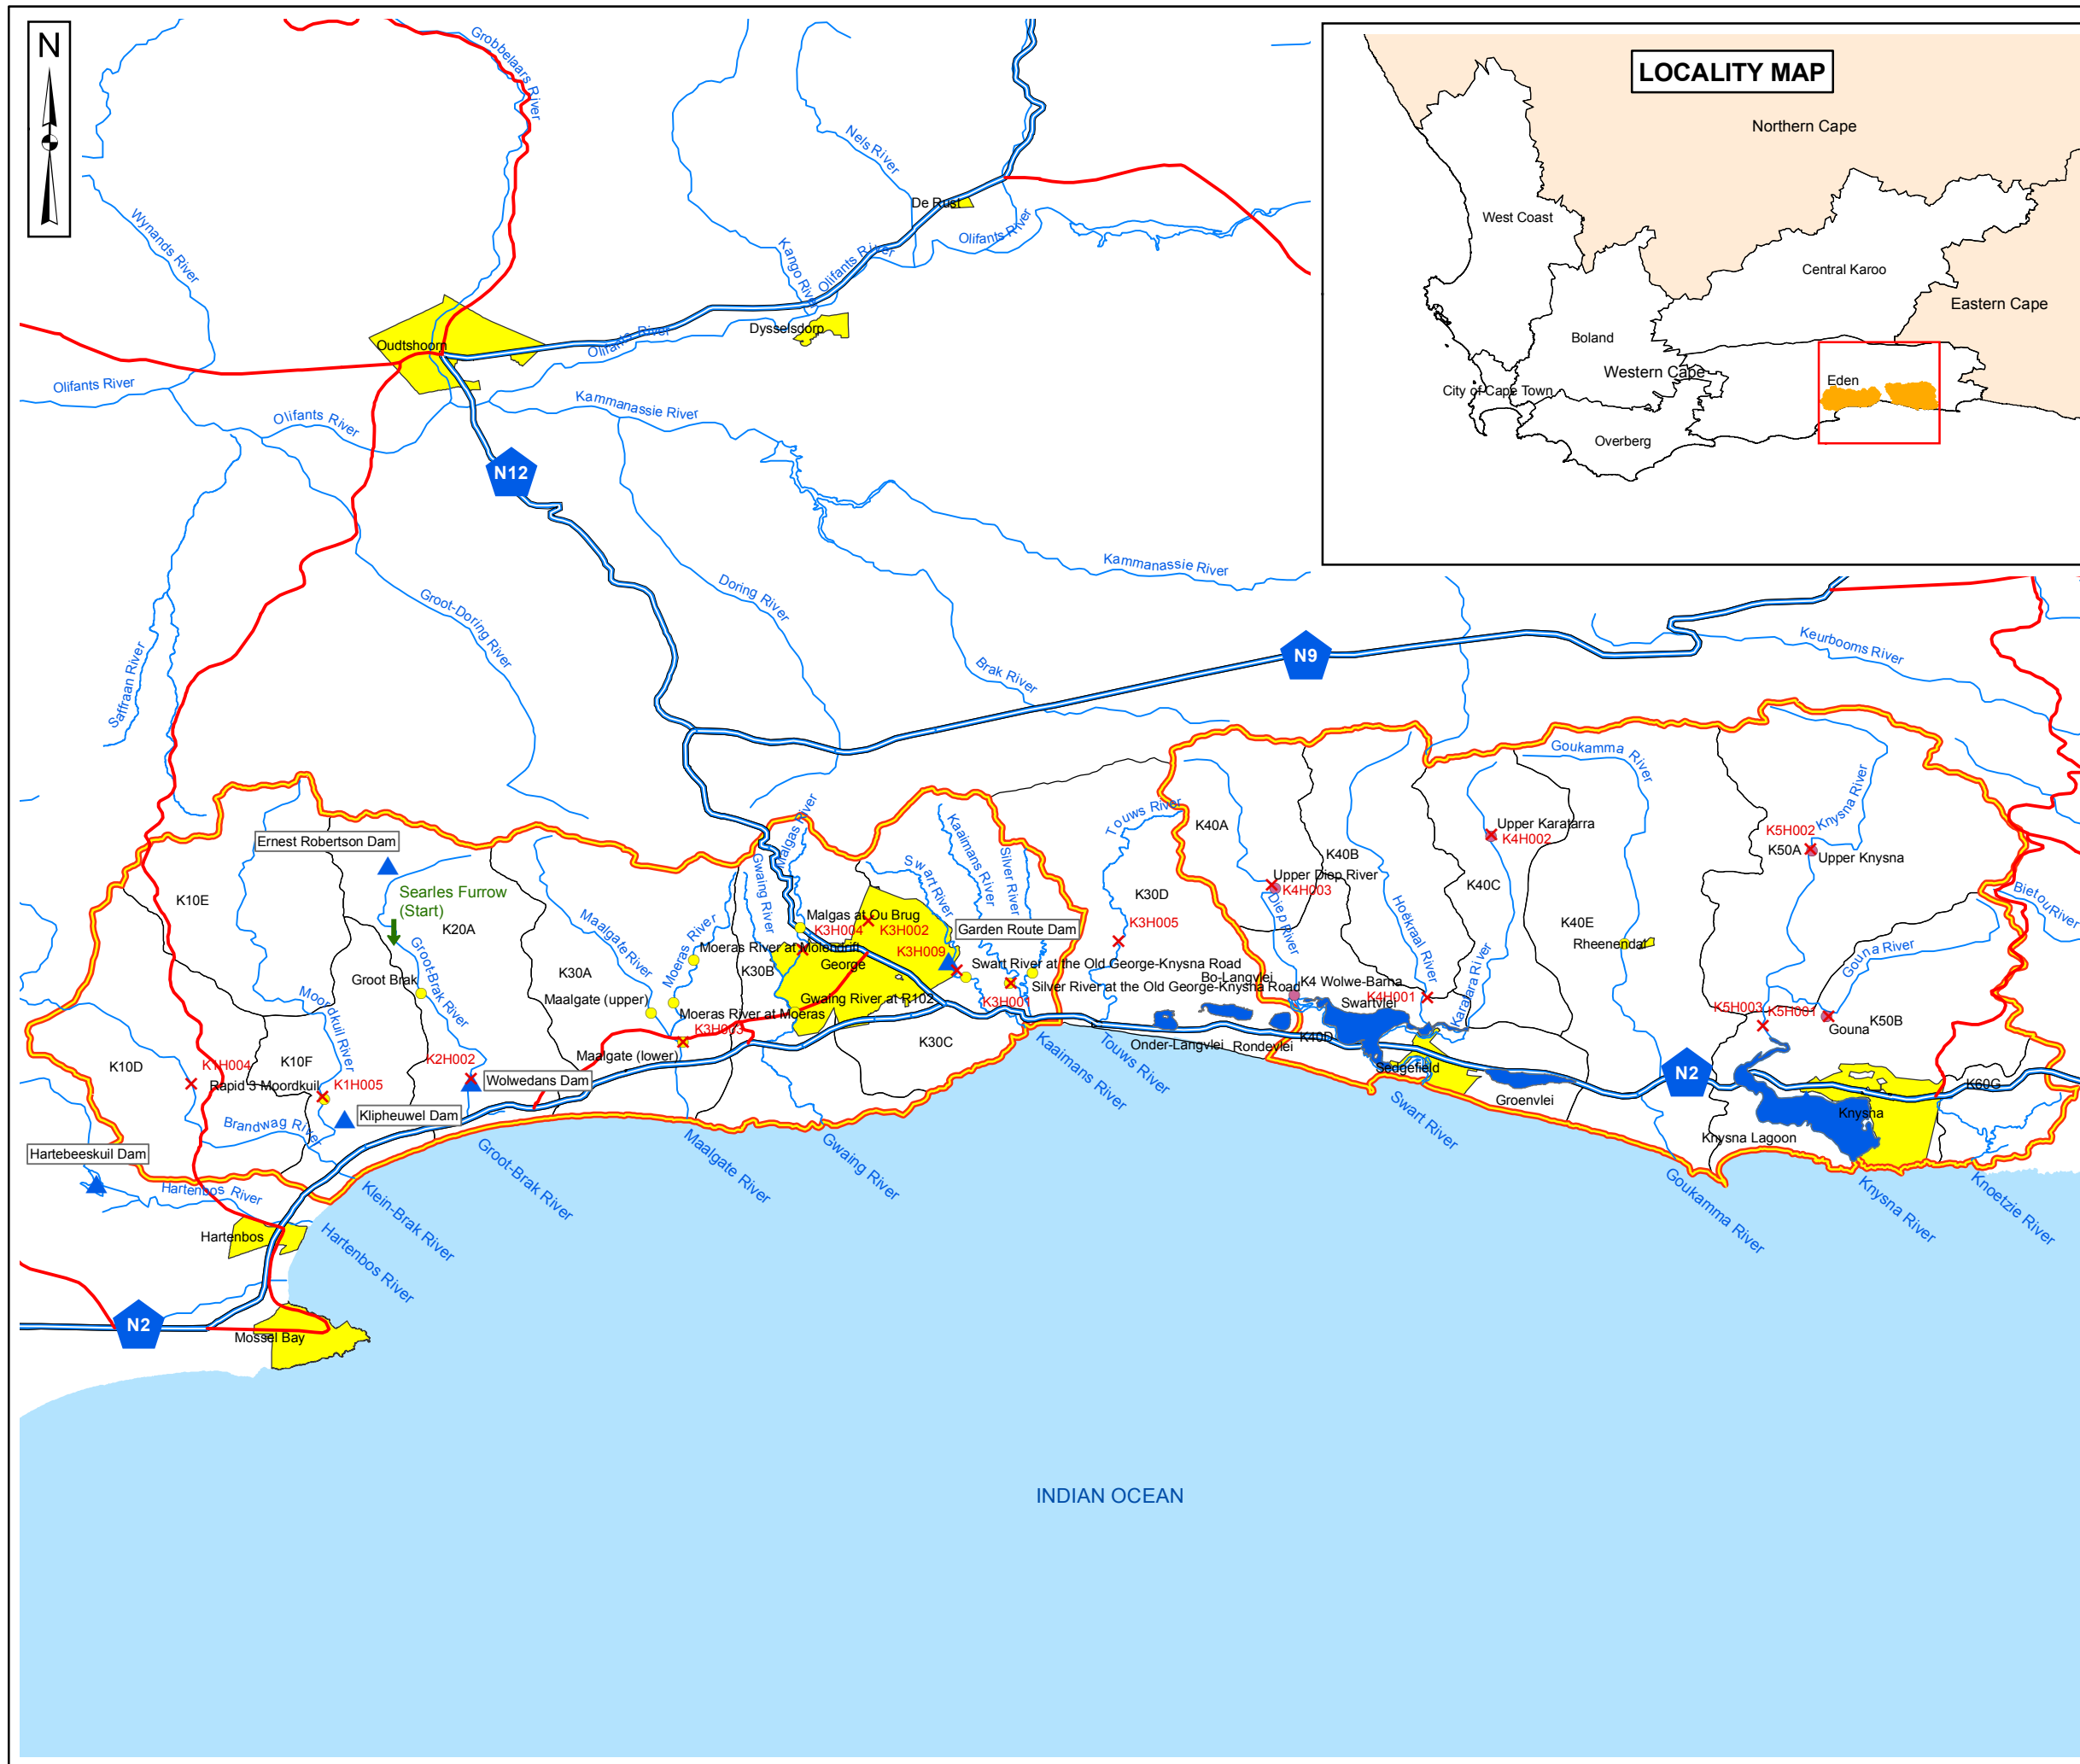 N
LOCALITY MAP
Northern Cape
West Coast
Central Karoo
Eastern Cape
Boland
Western Cape
Eden
City of Cape Town
Overberg
Grobbelaars River
Nels River
De Rust
Olifants River
Wynands River
Kango River
Olifants River
Dysselsdorp
Olifants River
Oudtshoorn
Olifants River
Olifants River
Kammanassie River
N12
Kammanassie River
Groot-Doring River
Doring River
Saffraan River
Brak River
N9
Keurbooms River
Goukamma River
Touws River
Knysna River
Malgas River
Kaaimans River
Silver River
Swart River
Gwaing River
Ernest Robertson Dam
Searles Furrow
(Start)
K10E
K20A
K40A
K40B
K40C
K40E
K30D
Upper Karatarra
K4H002
K5H002
K50A
Upper Knysna
Upper Diep River
K4H003
Diep River
Hoëkraal River
Karatara River
Bietou River
Malgas at Ou Brug
K3H004
K3H002
Garden Route Dam
K3H005
Moeras River at Molendrift
K3H009
George
Swart River at the Old George-Knysna Road
Silver River at the Old George-Knysna Road
K3H001
K30A
K30B
Maalgate River
Moeras River
Groot Brak
Groot-Brak River
Maalgate (upper)
Gwaing River at R102
Moeras River at Moeras
K3H003
Maalgate (lower)
K30C
Rheenendal
Gouna River
Bo-Langvlei
K4 Wolwe-Barna
K4H001
Swartvlei
K5H003
K5H001
Gouna
K50B
Moordkuil River
K10D
K10F
K1H004
Rapid 3 Moordkuil
K1H005
K2H002
Wolwedans Dam
Klipheuwel Dam
Brandwag River
Hartebeeskuil Dam
Hartenbos River
Hartenbos
Onder-Langvlei
Rondevlei
K40D
Sedgefield
Groenvlei
N2
K60G
Knysna
Knysna Lagoon
Kaaimans River
Touws River
Swart River
Groot-Brak River
Maalgate River
Gwaing River
Klein-Brak River
Hartenbos River
Goukamma River
Knysna River
Knoetzie River
N2
Mossel Bay
INDIAN OCEAN